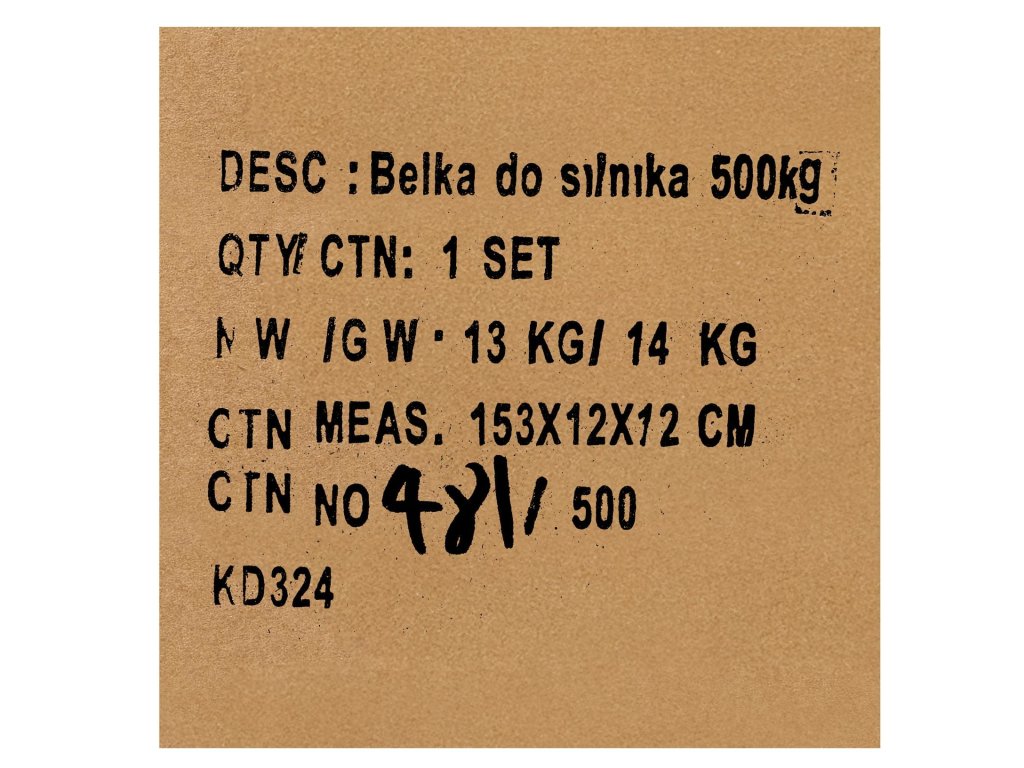 DESC : Belka do silnika 500kg
QTY/ CTN: 1 SET
N W /G W · 13 KG/ 14 KG
CTN MEAS. 153X12X12 CM
CTN NO 481/ 500
KD324